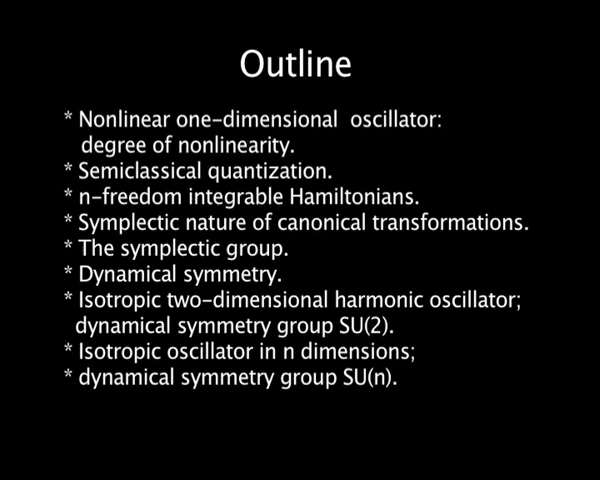 Outline
* Nonlinear one-dimensional oscillator:
degree of nonlinearity.
* Semiclassical quantization.
* n-freedom integrable Hamiltonians.
* Symplectic nature of canonical transformations.
* The symplectic group.
* Dynamical symmetry.
* Isotropic two-dimensional harmonic oscillator;
dynamical symmetry group SU(2).
* Isotropic oscillator in n dimensions;
* dynamical symmetry group SU(n).